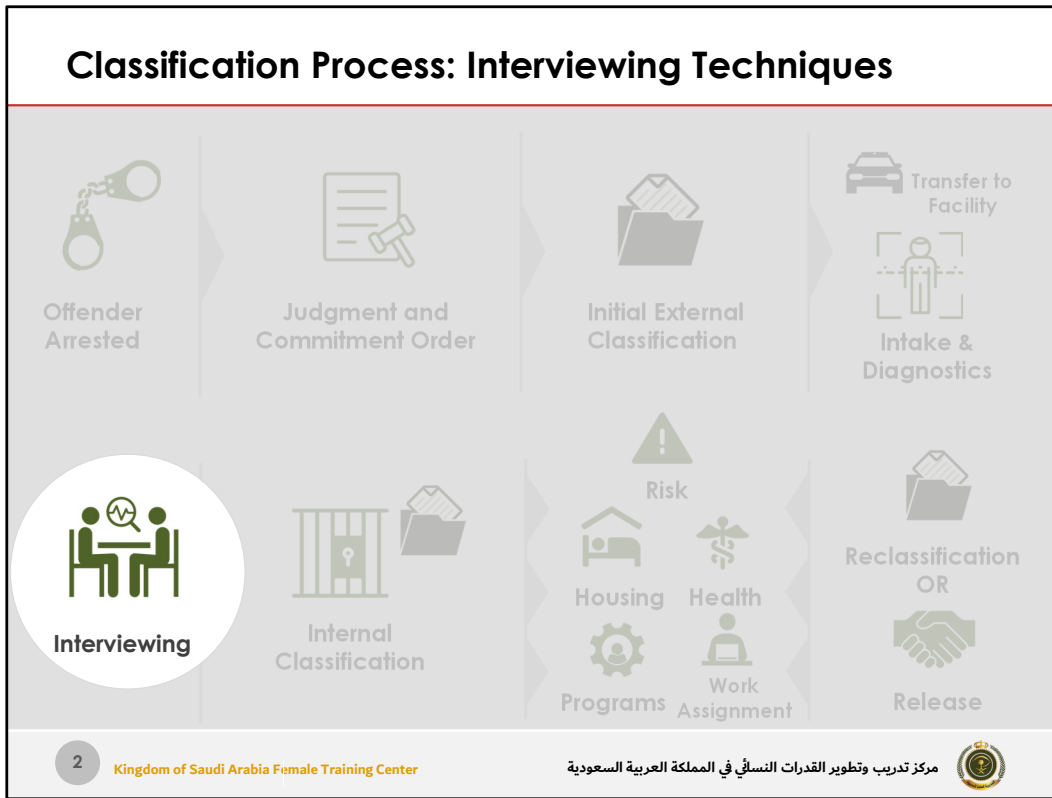 Classification Process: Interviewing Techniques
Offender
Arrested
Judgment and
Commitment Order
Initial External
Classification
Transfer to
Facility
Intake &
Diagnostics
Interviewing
Internal
Classification
Risk
Housing
Health
Programs
Work
Assignment
Reclassification
OR
Release
2
Kingdom of Saudi Arabia Female Training Center
مركز تدريب وتطوير القدرات النسائي في المملكة العربية السعودية